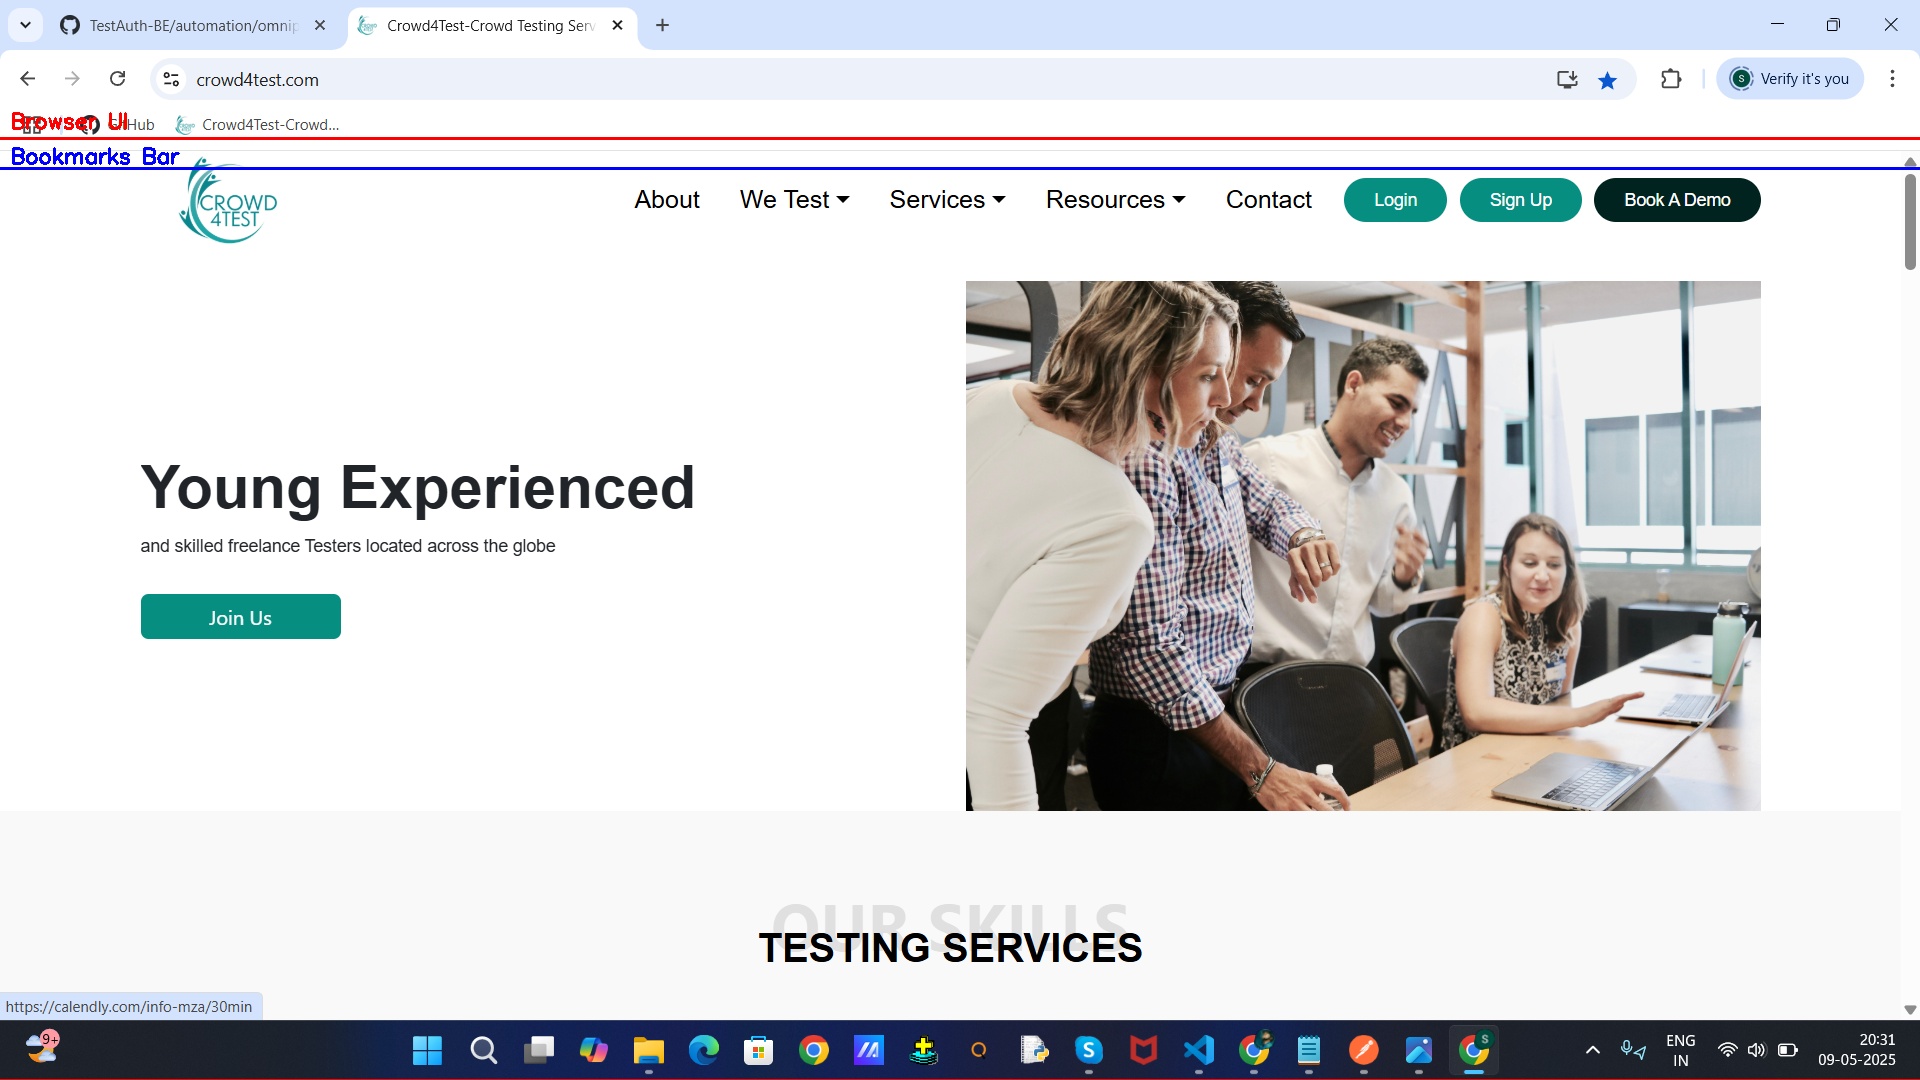 TestAuth-BE/automation/omnip
Crowd4Test-Crowd Testing Serv
crowd4test.com
Verify it's you
Browser UI
GitHub
Crowd4Test-Crowd...
Bookmarks Bar
CROWD
4TEST
About
We Test
Services
Resources
Contact
Login
Sign Up
Book A Demo
Young Experienced
and skilled freelance Testers located across the globe
Join Us
OUR SKILLS
TESTING SERVICES
https://calendly.com/info-mza/30min
9+
ENG
IN
20:31
09-05-2025